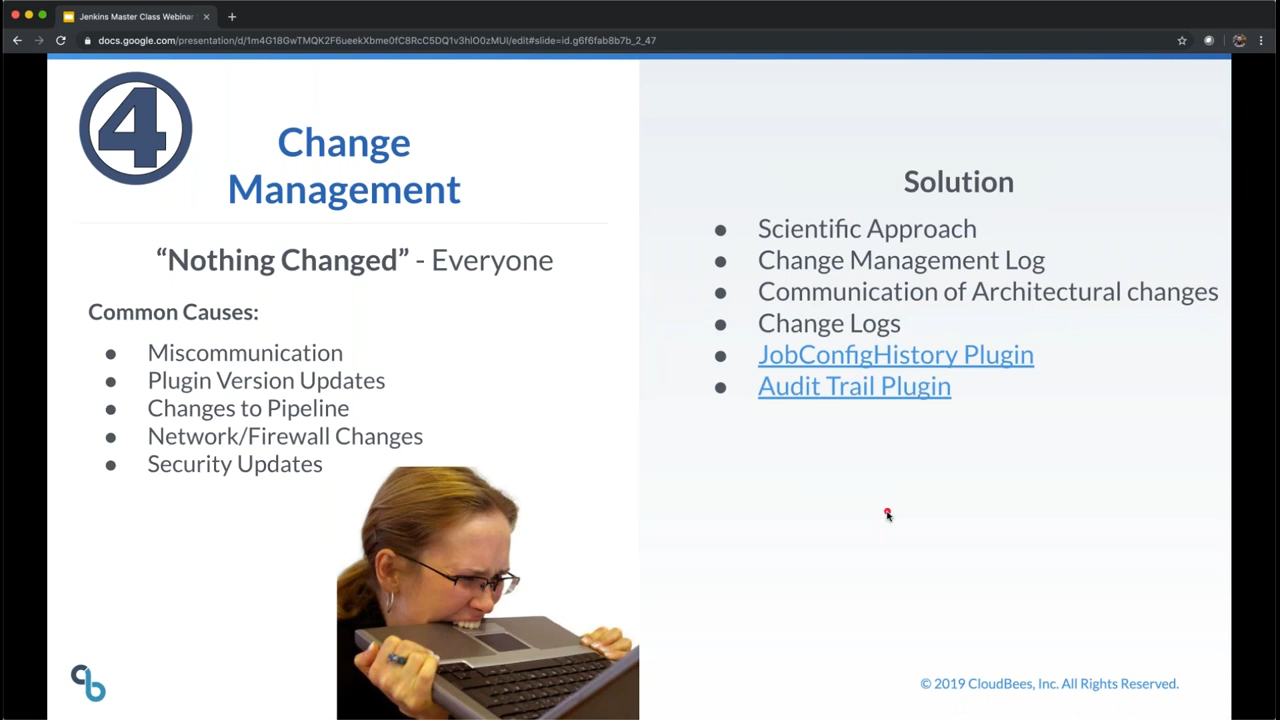 Jenkins Master Class Webinar
docs.google.com/presentation/d/1m4G18GwTMQK2F6ueekXbme0fC8RcC5DQ1v3hlO0zMUI/edit#slide=id.g6f6fab8b7b_2_47
4
Change
Management
“Nothing Changed” - Everyone
Common Causes:
● Miscommunication
● Plugin Version Updates
● Changes to Pipeline
● Network/Firewall Changes
● Security Updates
Solution
● Scientific Approach
● Change Management Log
● Communication of Architectural changes
● Change Logs
● JobConfigHistory Plugin
● Audit Trail Plugin
© 2019 CloudBees, Inc. All Rights Reserved.